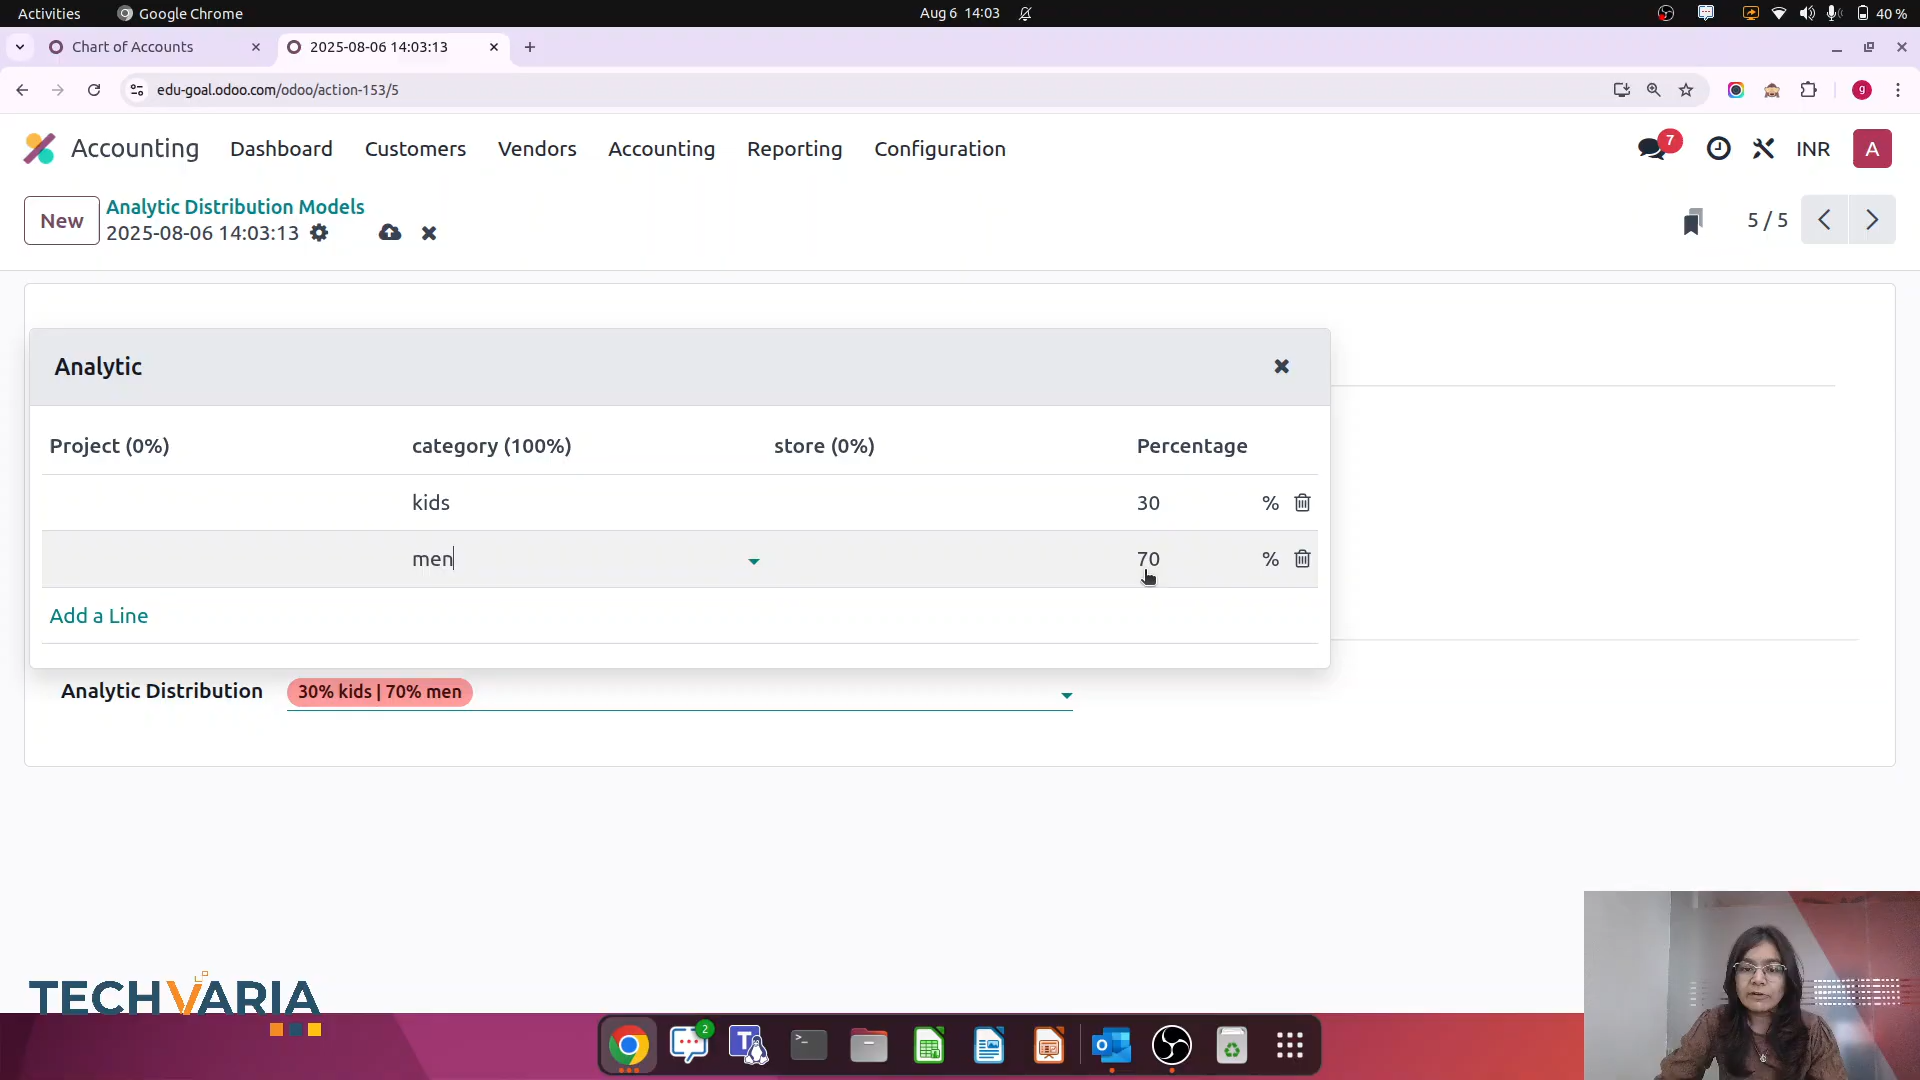 Activities Google Chrome Aug 6 14:03 40 %
Chart of Accounts 2025-08-06 14:03:13
edu-goal.odoo.com/odoo/action-153/5 g
Accounting Dashboard Customers Vendors Accounting Reporting Configuration 7 INR A
New Analytic Distribution Models
2025-08-06 14:03:13 5 / 5
Analytic
Project (0%) category (100%) store (0%) Percentage
kids 30 %
men 70 %
Add a Line
Analytic Distribution 30% kids | 70% men
TECHVARIA
2